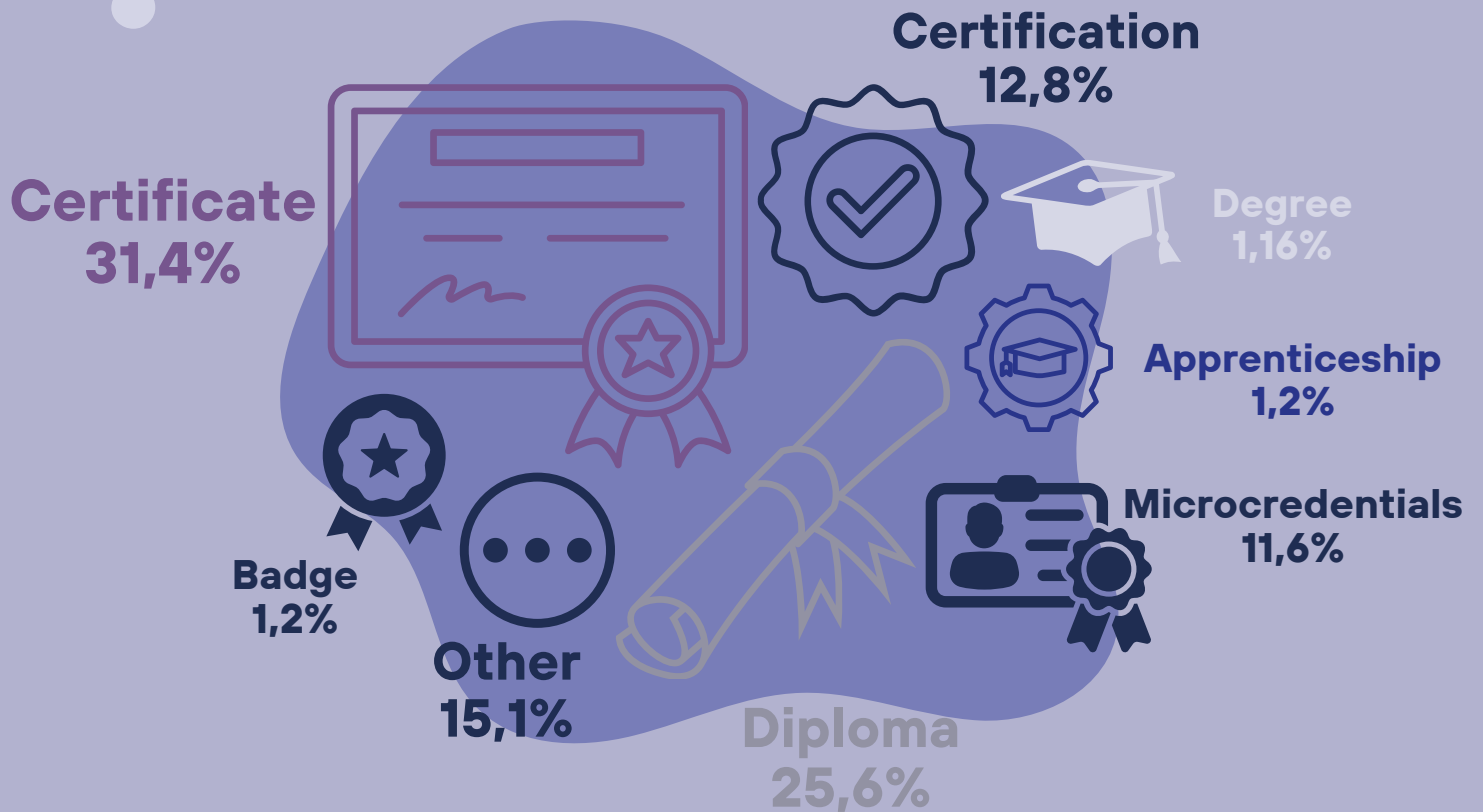 Certification
12,8%
Certificate
31,4%
Degree
1,16%
Apprenticeship
1,2%
Microcredentials
11,6%
Badge
1,2%
Other
15,1%
Diploma
25,6%